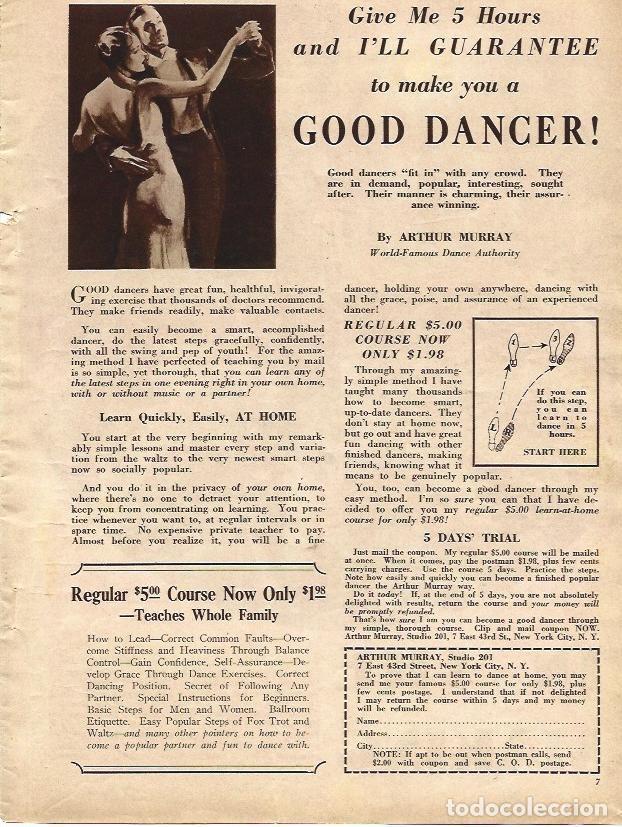 Give Me 5 Hours
and I'LL GUARANTEE
to make you a
GOOD DANCER!
Good dancers "fit in" with any crowd. They
are in demand, popular, interesting, sought
after. Their manner is charming, their assur-
ance winning.
By ARTHUR MURRAY
World-Famous Dance Authority
GOOD dancers have great fun, healthful, invigorat-
ing exercise that thousands of doctors recommend.
They make friends readily, make valuable contacts.
You can easily become a smart, accomplished
dancer, do the latest steps gracefully, confidently,
with all the swing and pep of youth! For the amaz-
ing method I have perfected of teaching you by mail
is so simple, yet thorough, that you can learn any of
the latest steps in one evening right in your own home,
with or without music or a partner!
Learn Quickly, Easily, AT HOME
You start at the very beginning with my remark-
ably simple lessons and master every step and varia-
tion from the waltz to the very newest smart steps
now so socially popular.
And you do it in the privacy of your own home,
where there's no one to detract your attention, to
keep you from concentrating on learning. You prac-
tice whenever you want to, at regular intervals or in
spare time. No expensive private teacher to pay.
Almost before you realize it, you will be a fine
Regular $5.00 Course Now Only $1.98
—Teaches Whole Family
How to Lead—Correct Common Faults—Over-
come Stiffness and Heaviness Through Balance
Control—Gain Confidence, Self-Assurance—De-
velop Grace Through Dance Exercises. Correct
Dancing Position. Secret of Following Any
Partner. Special Instructions for Beginners.
Basic Steps for Men and Women. Ballroom
Etiquette. Easy Popular Steps of Fox Trot and
Waltz—and many other pointers on how to be-
come a popular partner and fun to dance with.
dancer, holding your own anywhere, dancing with
all the grace, poise, and assurance of an experienced
dancer!
REGULAR $5.00
COURSE NOW
ONLY $1.98
Through my amazing-
ly simple method I have
taught many thousands
how to become smart,
up-to-date dancers. They
don't stay at home now,
but go out and have great
fun dancing with other
finished dancers, making
friends, knowing what it
means to be genuinely popular.
4
3
2
L
R
If you can
do this step,
you can
learn to
dance in 5
hours.
START HERE
You, too, can become a good dancer through my
easy method. I'm so sure you can that I have de-
cided to offer you my regular $5.00 learn-at-home
course for only $1.98!
5 DAYS' TRIAL
Just mail the coupon. My regular $5.00 course will be mailed
at once. When it comes, pay the postman $1.98, plus few cents
carrying charges. Use the course 5 days. Practice the steps.
Note how easily and quickly you can become a finished popular
dancer the Arthur Murray way.
Do it today! If, at the end of 5 days, you are not absolutely
delighted with results, return the course and your money will
be promptly refunded.
That's how sure I am you can become a good dancer through
my simple, thorough course. Clip and mail coupon NOW.
Arthur Murray, Studio 201, 7 East 43rd St., New York City, N. Y.
ARTHUR MURRAY, Studio 201
7 East 43rd Street, New York City, N. Y.
To prove that I can learn to dance at home, you may
send me your famous $5.00 course for only $1.98, plus
few cents postage. I understand that if not delighted
I may return the course within 5 days and my money
will be refunded.
Name
Address
City State
NOTE: If apt to be out when postman calls, send
$2.00 with coupon and save C. O. D. postage.
7
todocoleccion